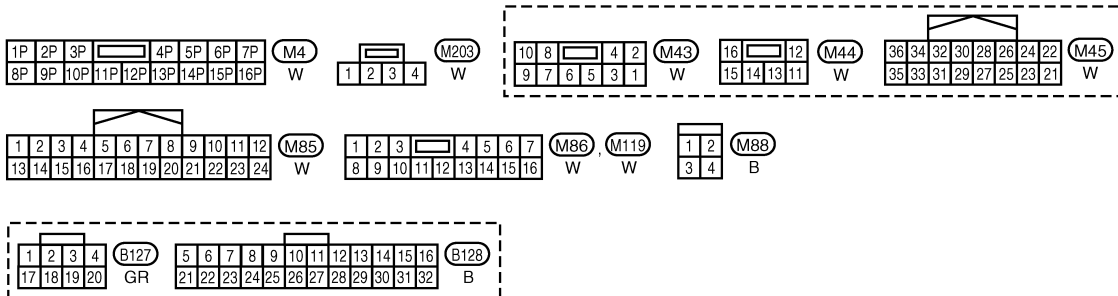 1P 2P 3P 4P 5P 6P 7P M4
8P 9P 10P 11P 12P 13P 14P 15P 16P W
M203
1 2 3 4 W
10 8 4 2 M43
9 7 6 5 3 1 W
16 12 M44
15 14 13 11 W
36 34 32 30 28 26 24 22 M45
35 33 31 29 27 25 23 21 W
1 2 3 4 5 6 7 8 9 10 11 12 M85
13 14 15 16 17 18 19 20 21 22 23 24 W
1 2 3 4 5 6 7 M86 , M119
8 9 10 11 12 13 14 15 16 W W
1 2 M88
3 4 B
1 2 3 4 B127
17 18 19 20 GR
5 6 7 8 9 10 11 12 13 14 15 16 B128
21 22 23 24 25 26 27 28 29 30 31 32 B